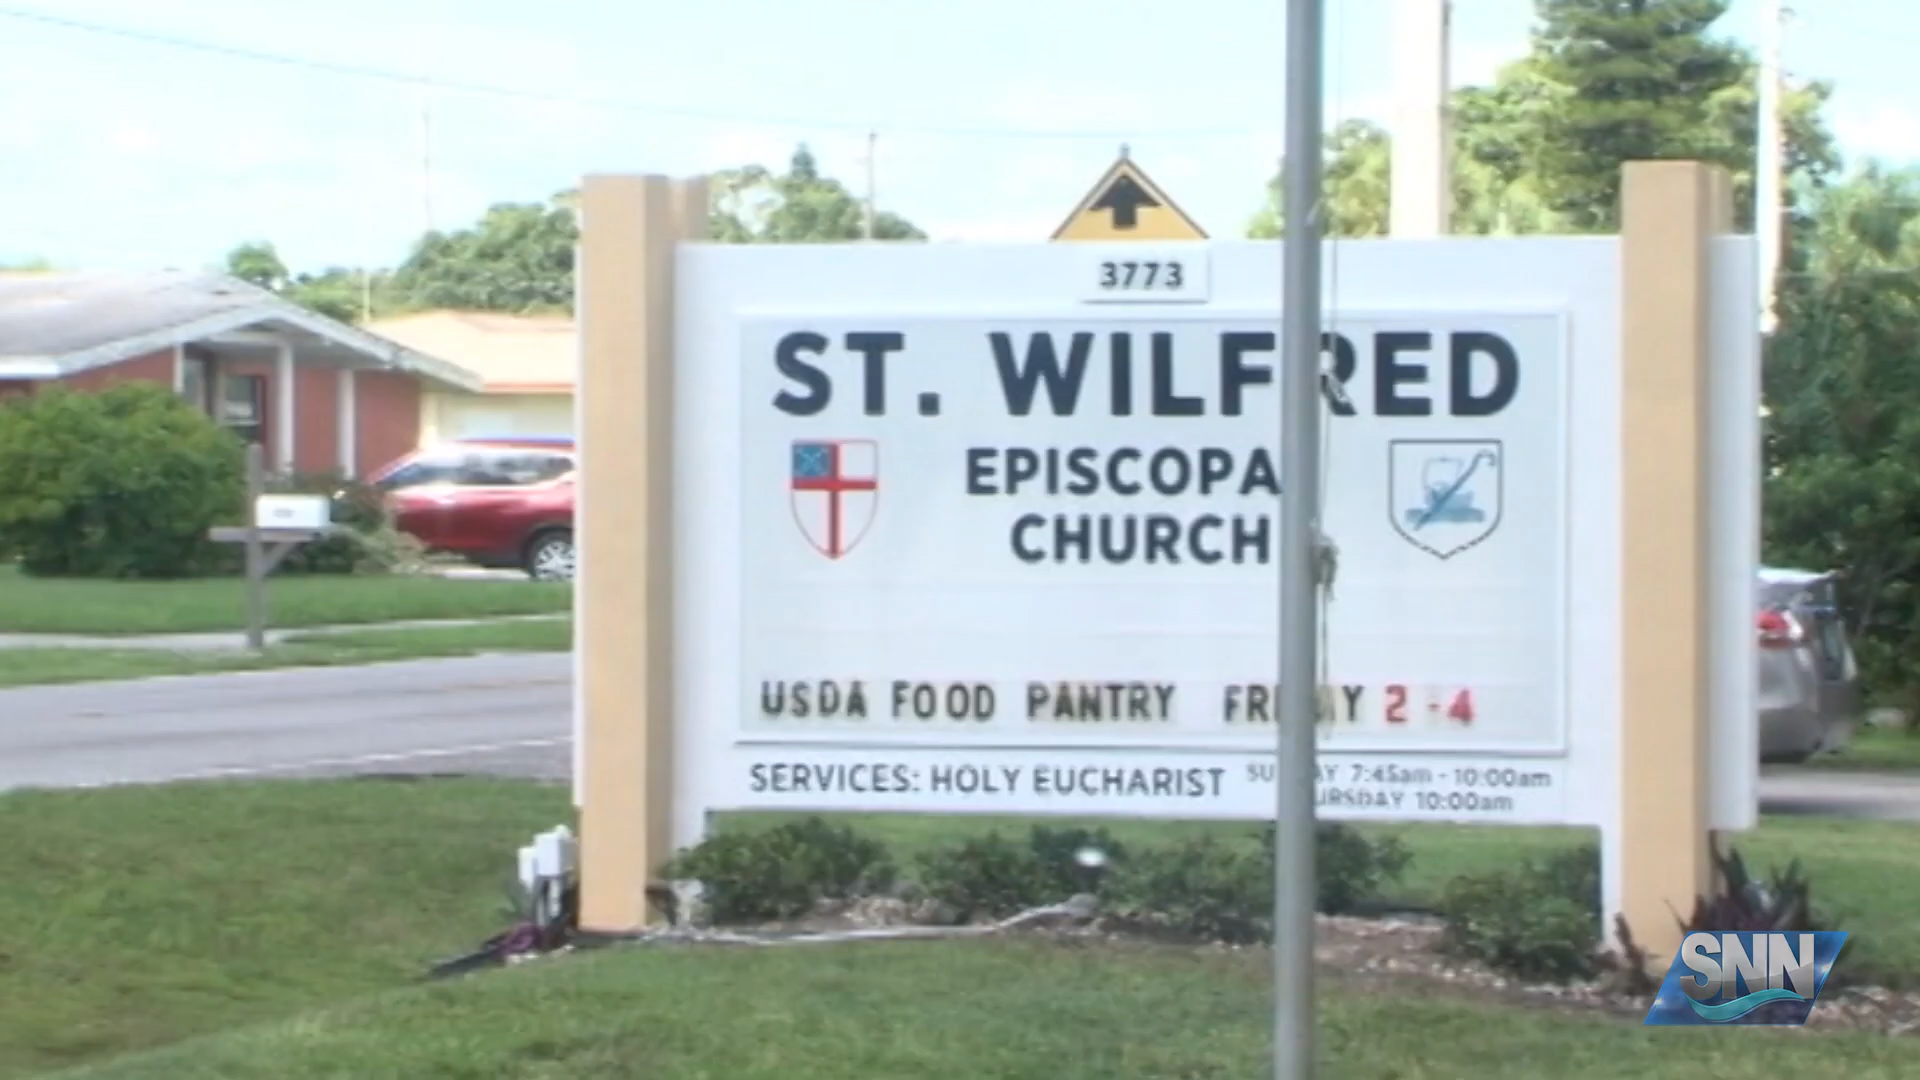 3773
ST. WILFRED
EPISCOPA
CHURCH
USDA FOOD PANTRY 2-4
SERVICES: HOLY EUCHARIST
7:45am - 10:00am
10:00am
SNN